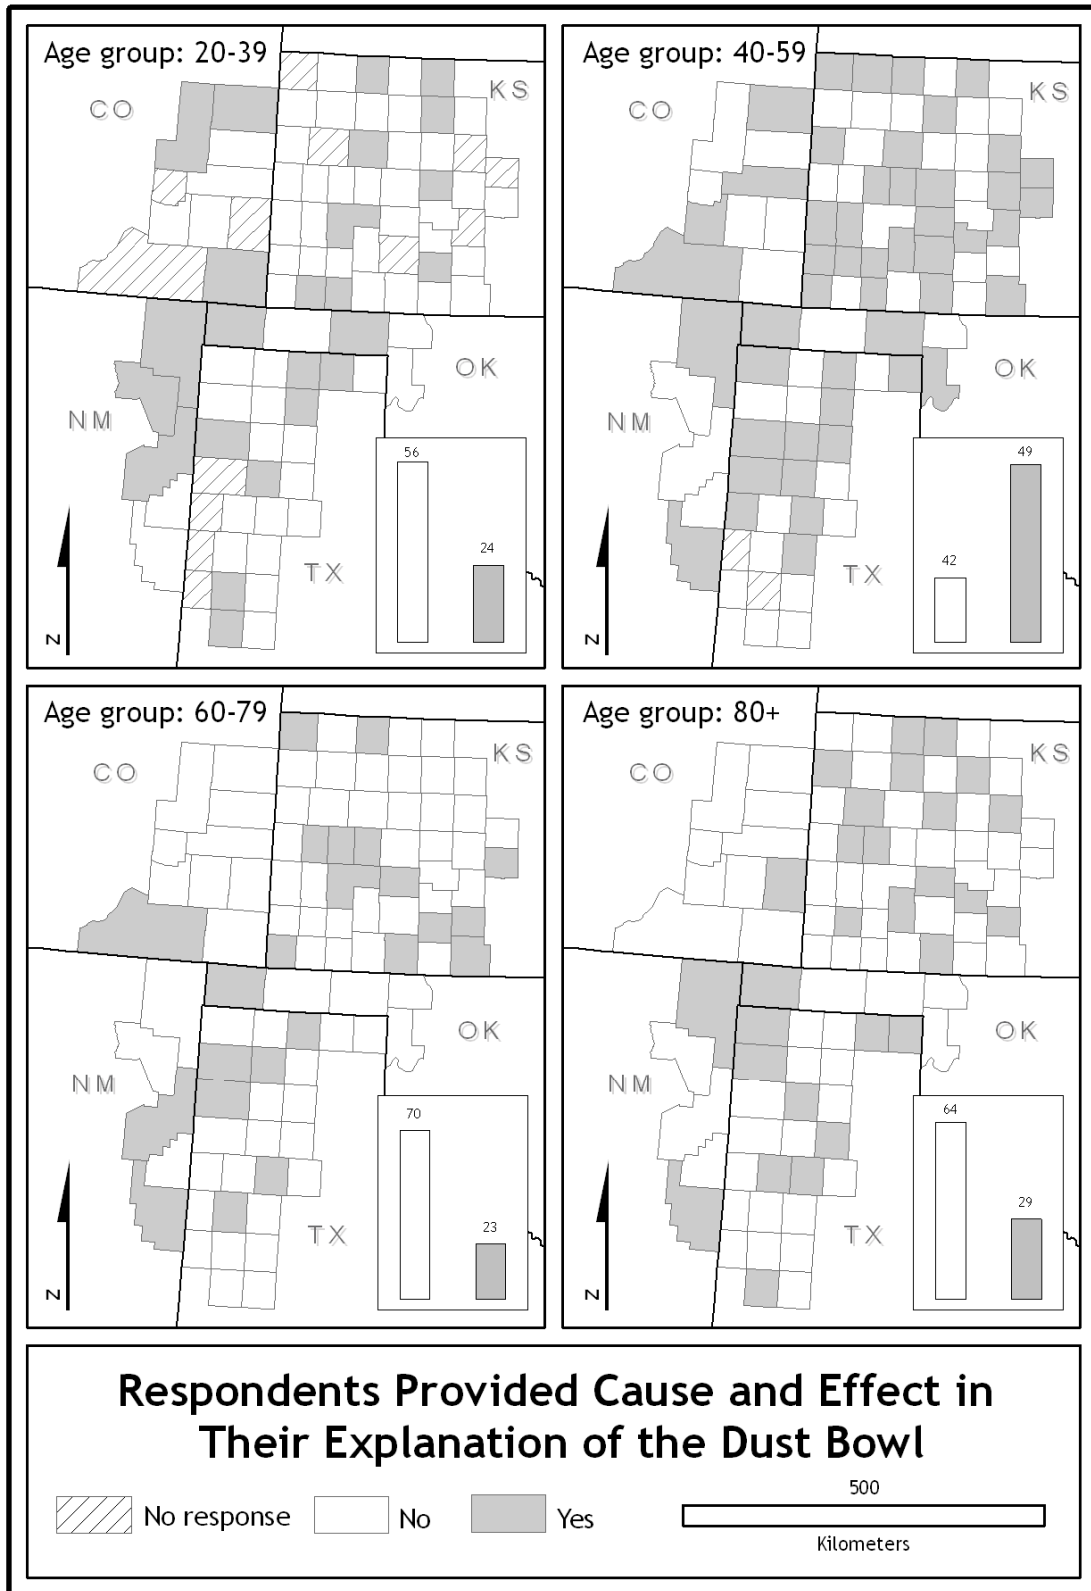 Age group: 20-39
CO
KS
NM
OK
TX
N
56
24
Age group: 40-59
CO
KS
NM
OK
TX
N
42
49
Age group: 60-79
CO
KS
NM
OK
TX
N
70
23
Age group: 80+
CO
KS
NM
OK
TX
N
64
29
Respondents Provided Cause and Effect in
Their Explanation of the Dust Bowl
No response
No
Yes
500
Kilometers